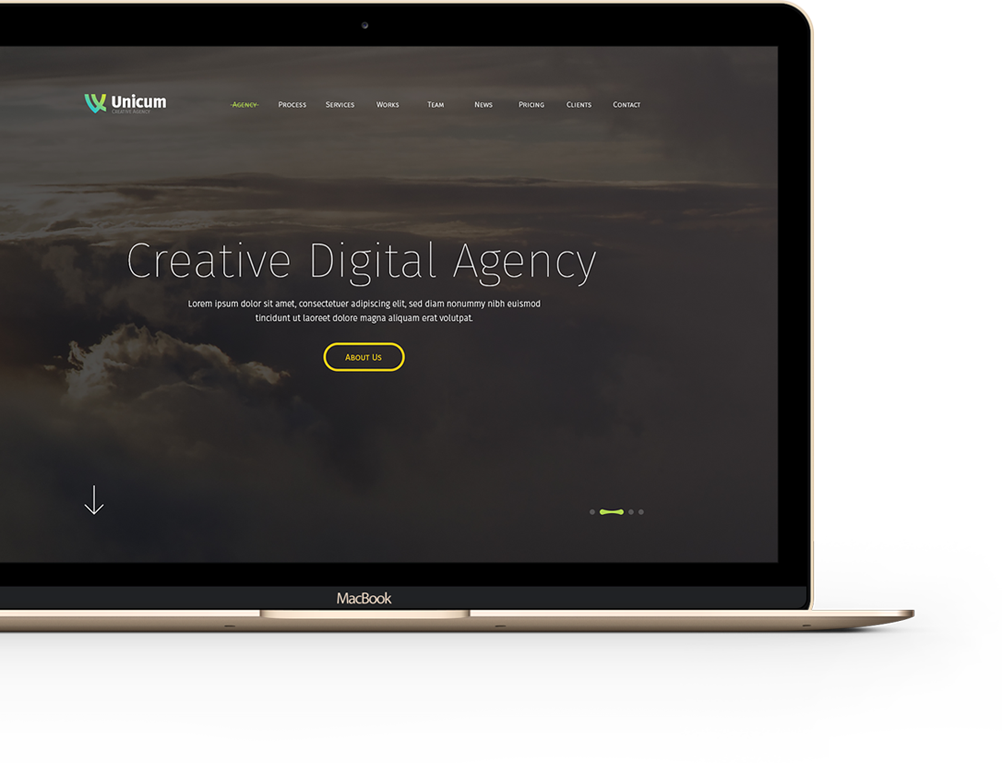 Unicum
CREATIVE AGENCY
Agency Process Services Works Team News Pricing Clients Contact
Creative Digital Agency
Lorem ipsum dolor sit amet, consectetuer adipiscing elit, sed diam nonummy nibh euismod
tincidunt ut laoreet dolore magna aliquam erat volutpat.
About Us
MacBook